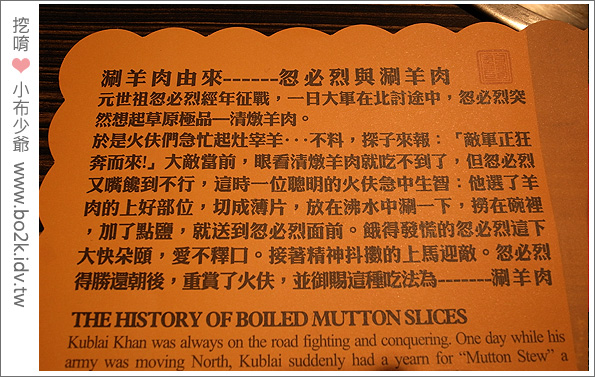 挖唷❤小布少爺 www.bo2k.idv.tw
涮羊肉由來------忽必烈與涮羊肉
元世祖忽必烈經年征戰，一日大軍在北討途中，忽必烈突
然想起草原極品—清燉羊肉。
於是火伕們急忙起灶宰羊‧‧‧不料，探子來報：「敵軍正狂
奔而來!」大敵當前，眼看清燉羊肉就吃不到了，但忽必烈
又嘴饞到不行，這時一位聰明的火伕急中生智：他選了羊
肉的上好部位，切成薄片，放在沸水中涮一下，撈在碗裡
，加了點鹽，就送到忽必烈面前。餓得發慌的忽必烈這下
大快朵頤，愛不釋口。接著精神抖擻的上馬迎敵。忽必烈
得勝還朝後，重賞了火伕，並御賜這種吃法為-------涮羊肉
THE HISTORY OF BOILED MUTTON SLICES
Kublai Khan was always on the road fighting and conquering. One day while his
army was moving North, Kublai suddenly had a yearn for “Mutton Stew” a